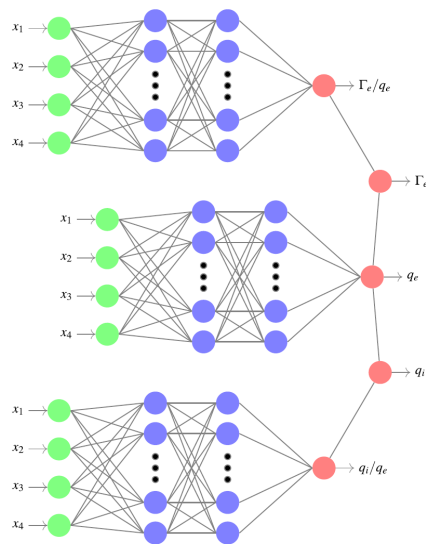 x₁
x₂
x₃
x₄
Γₑ/qₑ
Γₑ
x₁
x₂
x₃
x₄
qₑ
qᵢ
x₁
x₂
x₃
x₄
qᵢ/qₑ